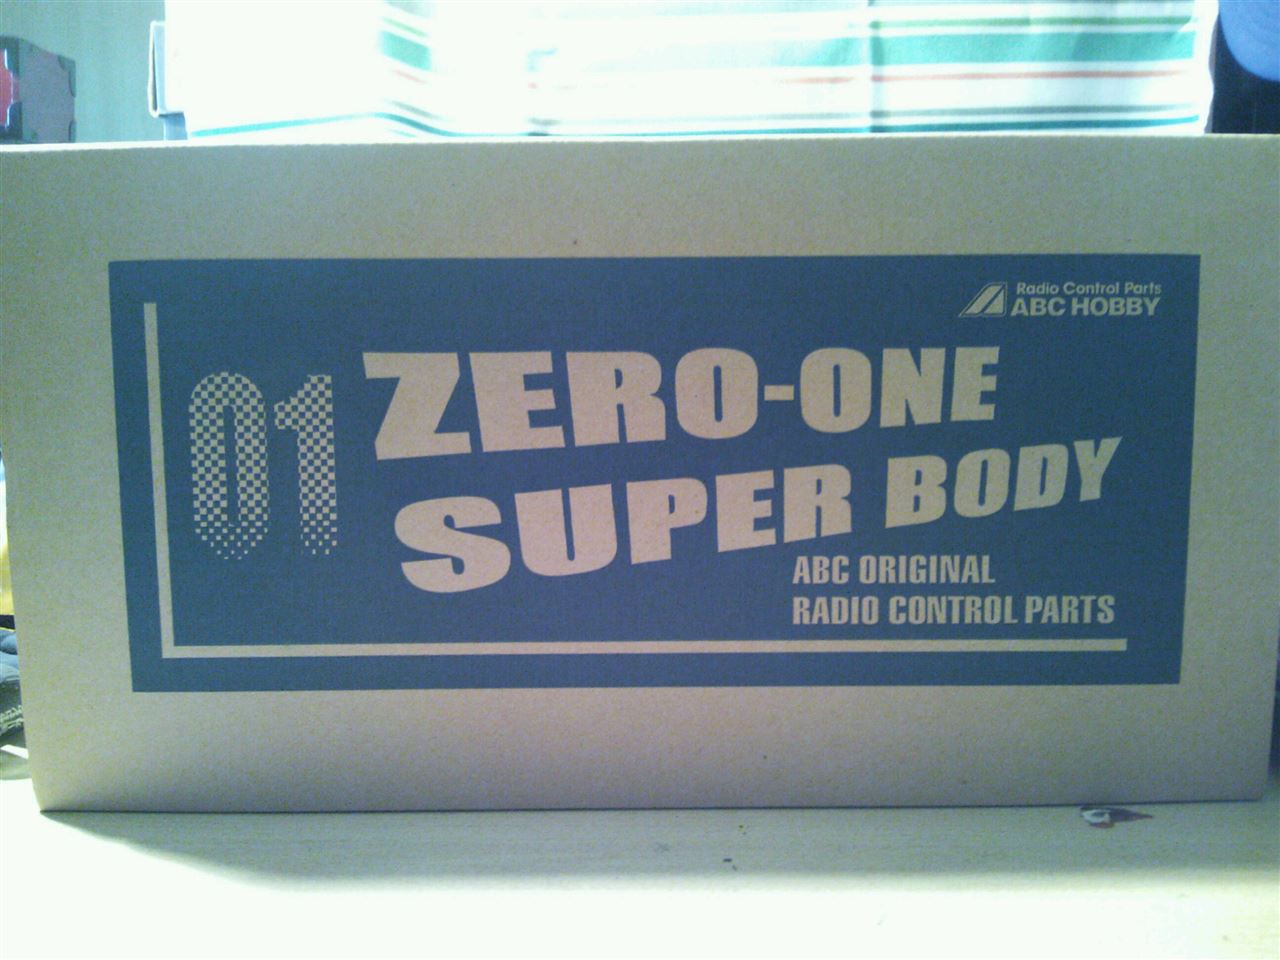 Radio Control Parts
ABC HOBBY
01
ZERO-ONE
SUPER BODY
ABC ORIGINAL
RADIO CONTROL PARTS